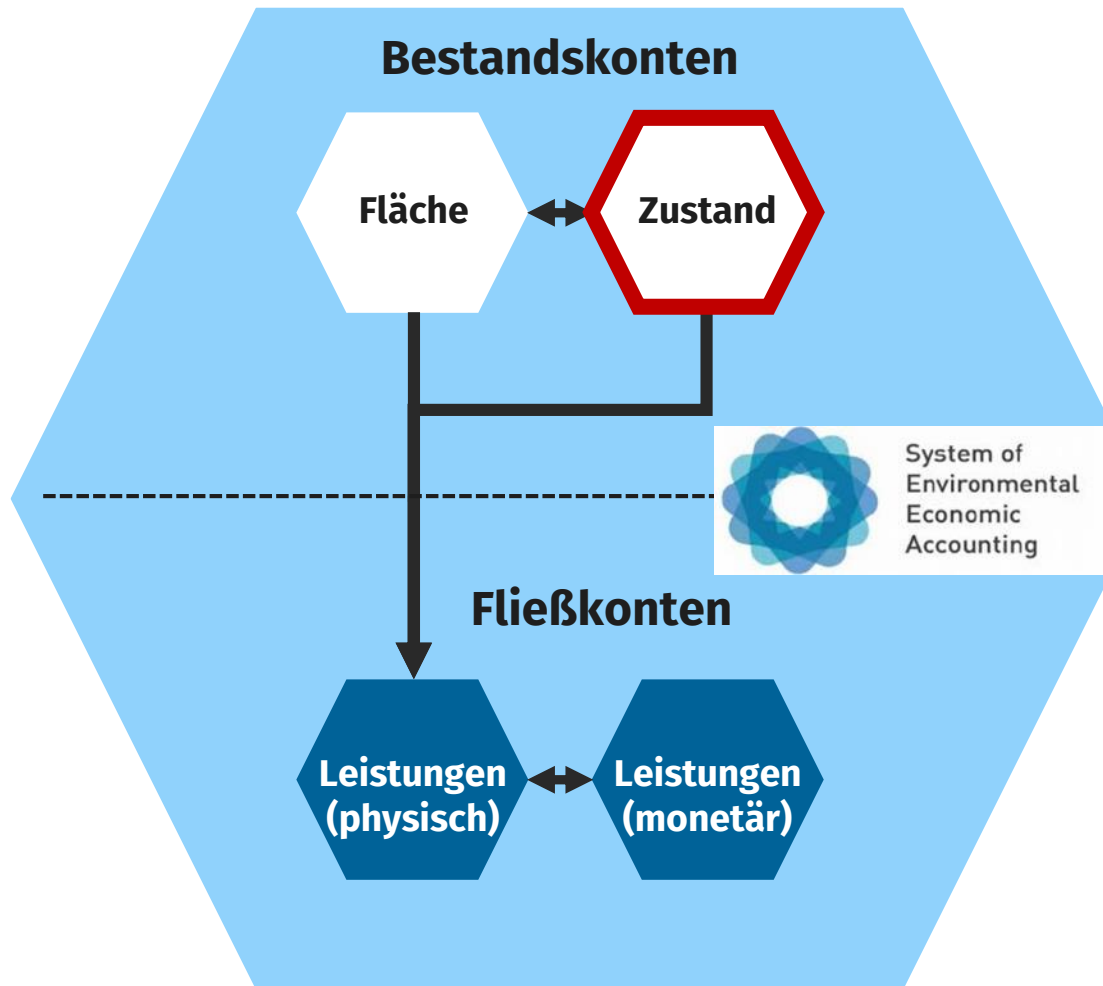 Bestandskonten
Fläche
Zustand
System of
Environmental
Economic
Accounting
Fließkonten
Leistungen
(physisch)
Leistungen
(monetär)